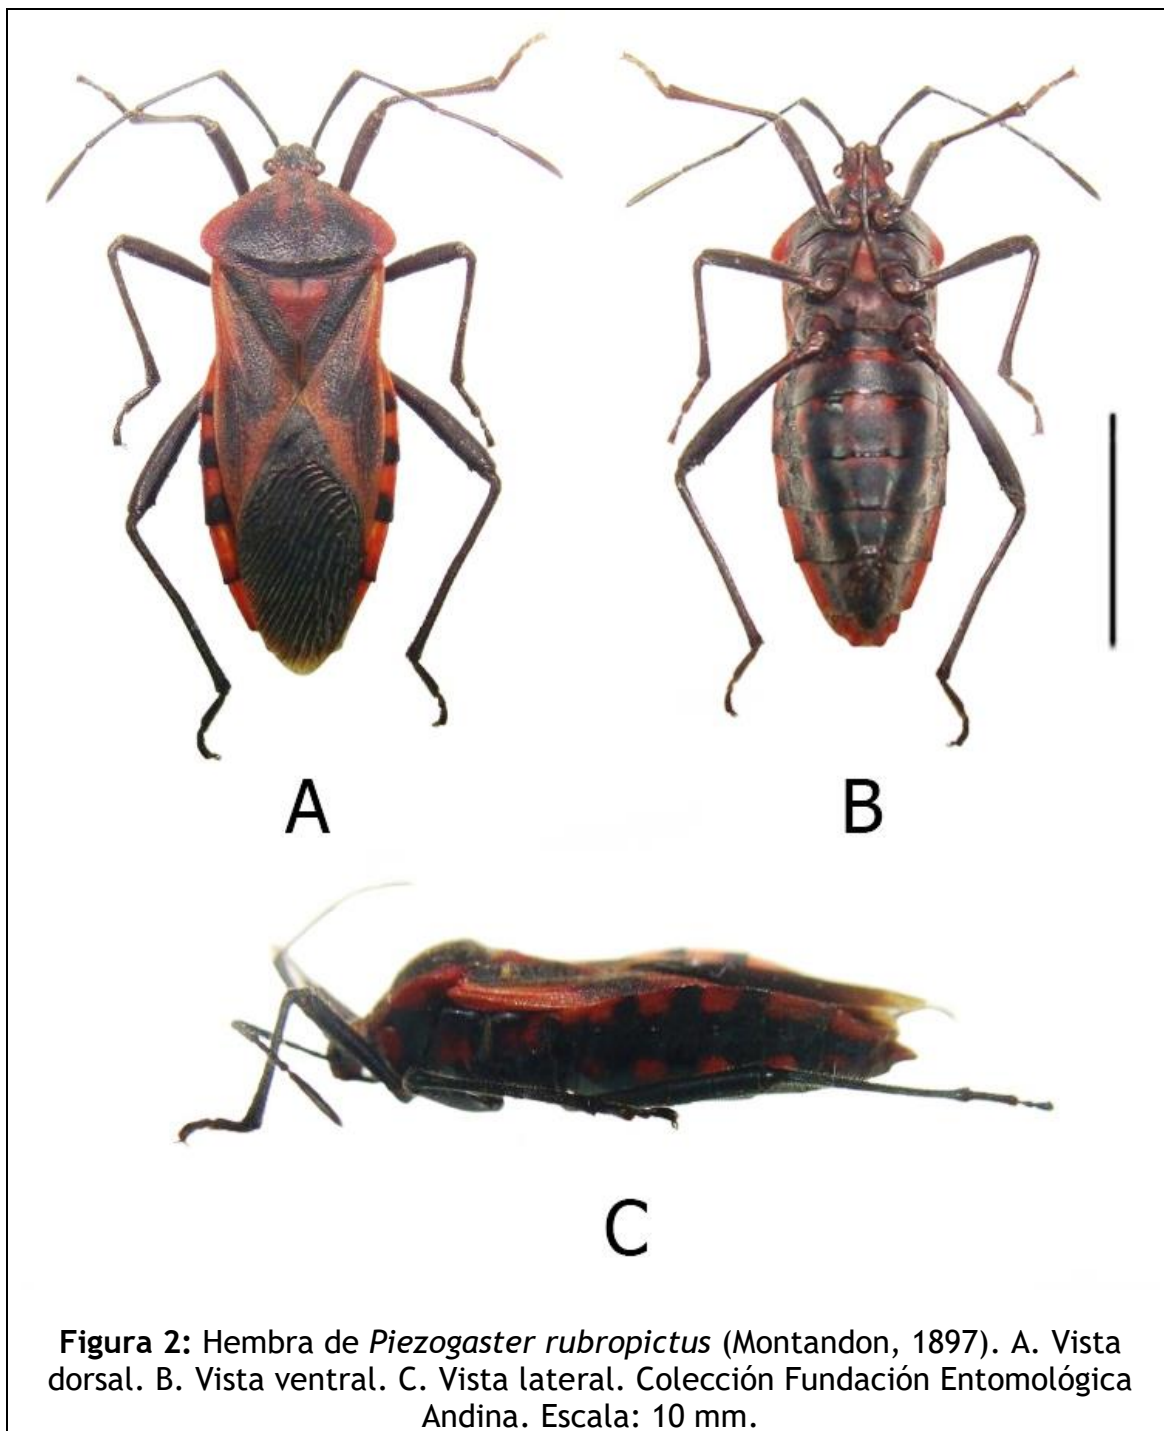 A
B
C
Figura 2: Hembra de Piezogaster rubropictus (Montandon, 1897). A. Vista
dorsal. B. Vista ventral. C. Vista lateral. Colección Fundación Entomológica
Andina. Escala: 10 mm.